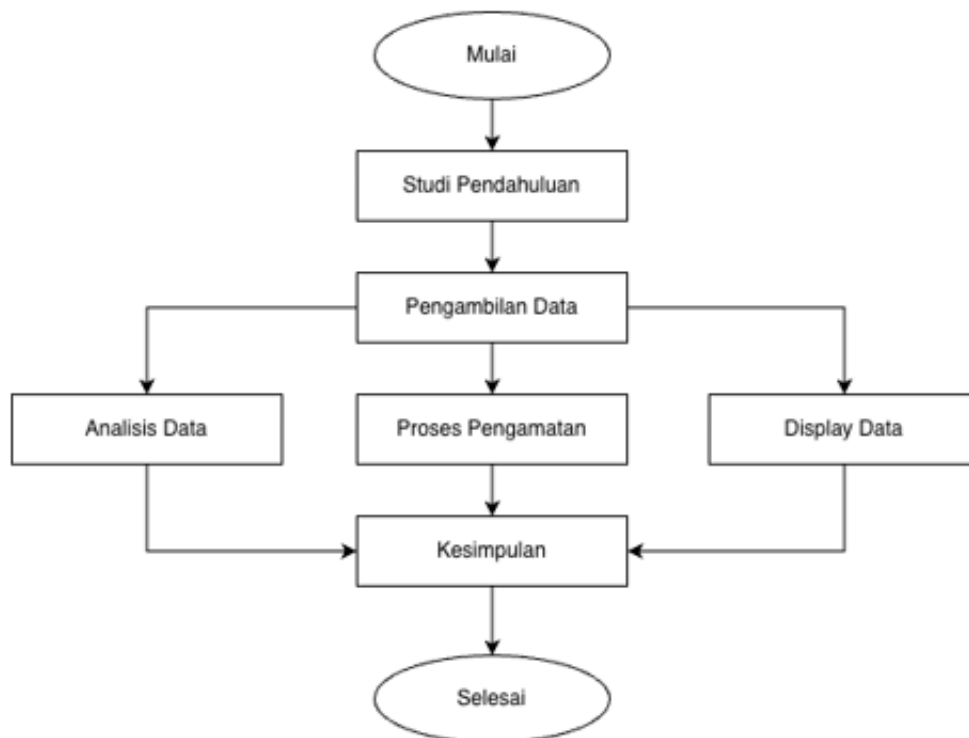 Mulai
Studi Pendahuluan
Pengambilan Data
Analisis Data
Proses Pengamatan
Display Data
Kesimpulan
Selesai